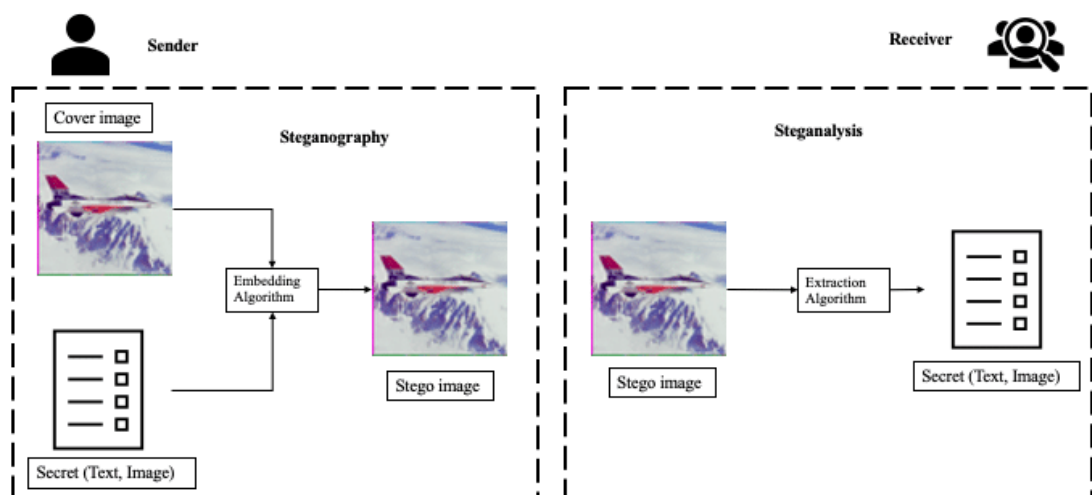 Sender
Receiver
Cover image
Steganography
Steganalysis
Embedding
Algorithm
Extraction
Algorithm
Stego image
Stego image
Secret (Text, Image)
Secret (Text, Image)